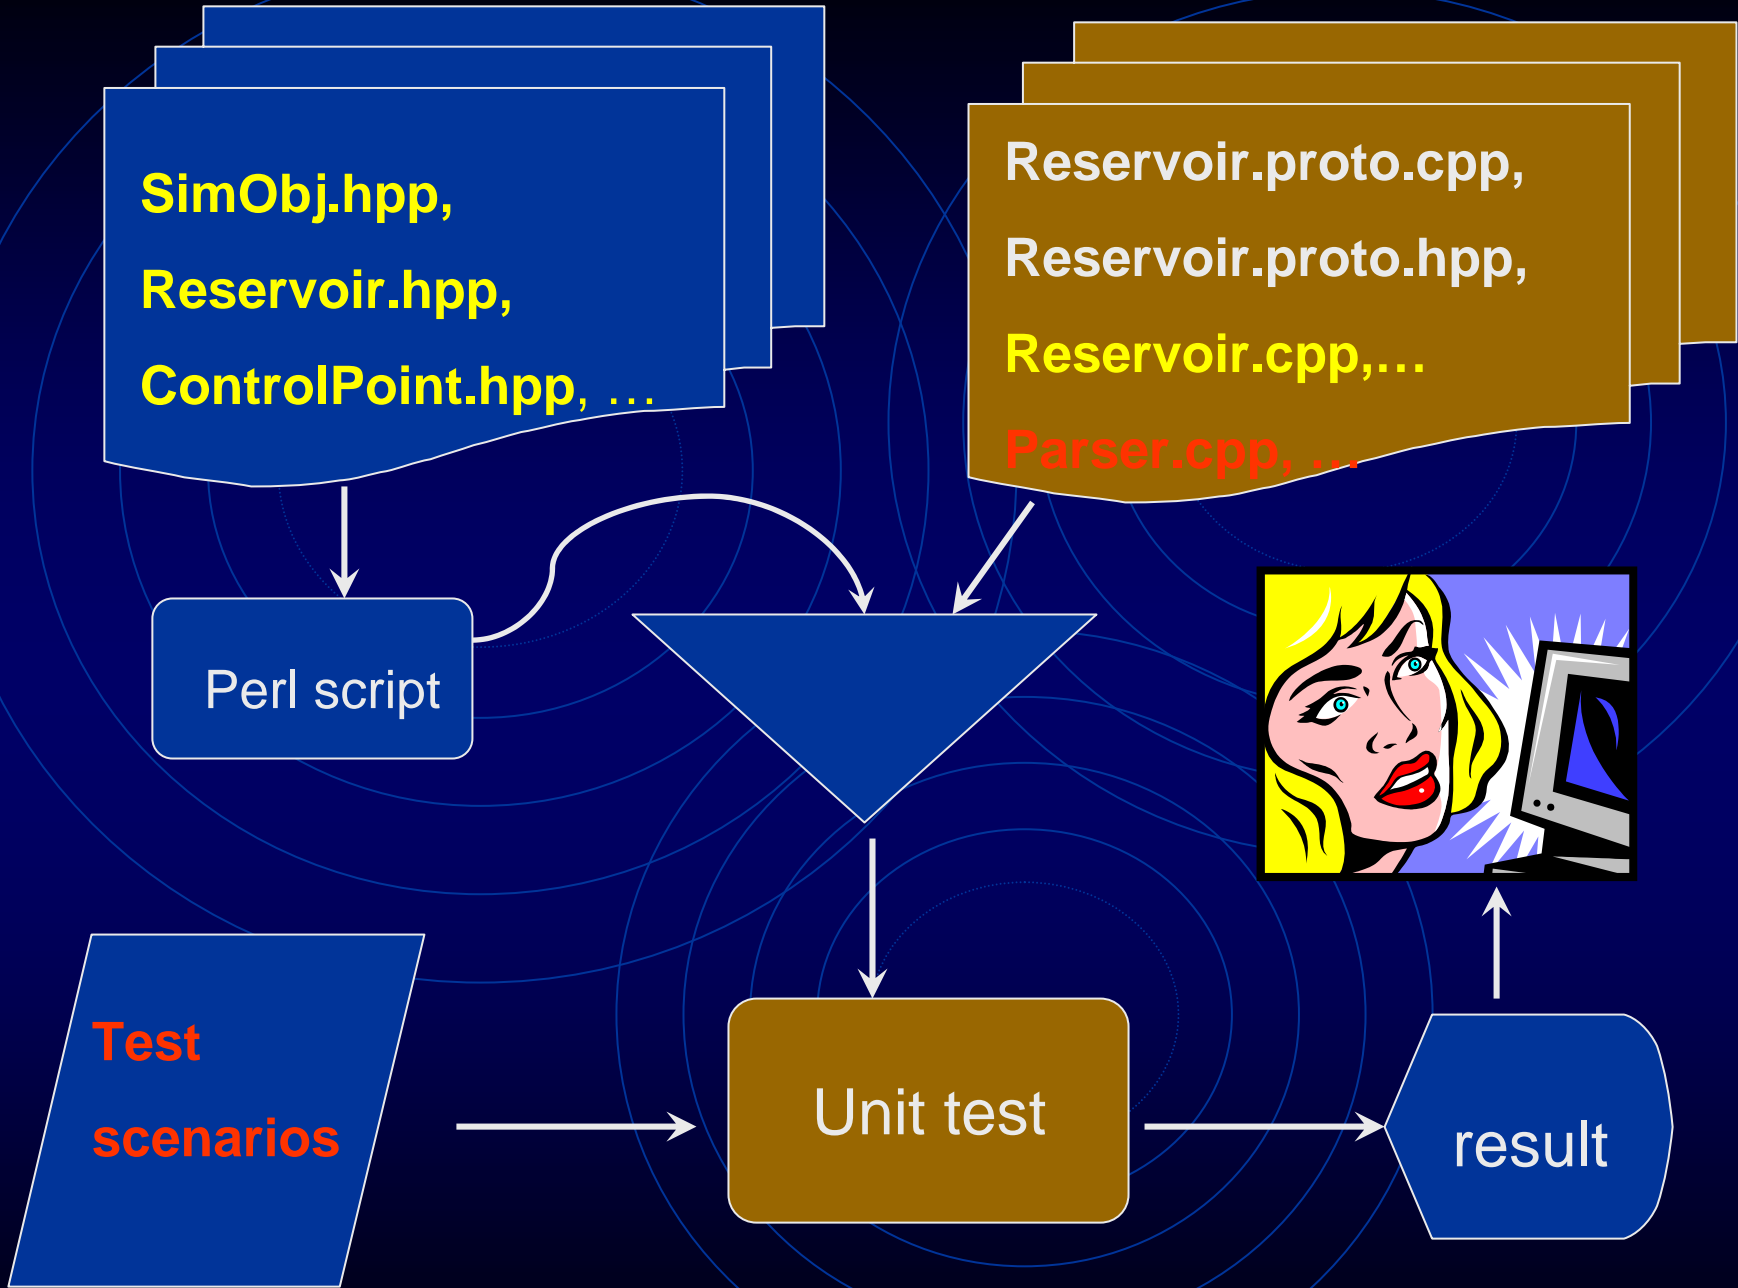 SimObj.hpp,
Reservoir.hpp,
ControlPoint.hpp, …
Reservoir.proto.cpp,
Reservoir.proto.hpp,
Reservoir.cpp,…
Parser.cpp, …
Perl script
Test
scenarios
Unit test
result